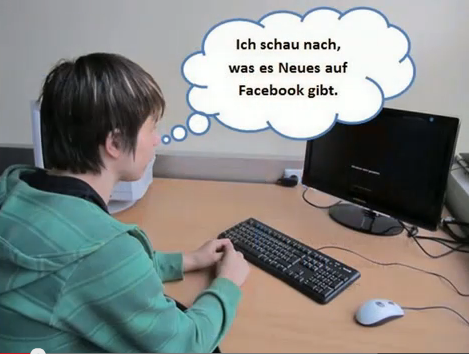 Ich schau nach,
was es Neues auf
Facebook gibt.